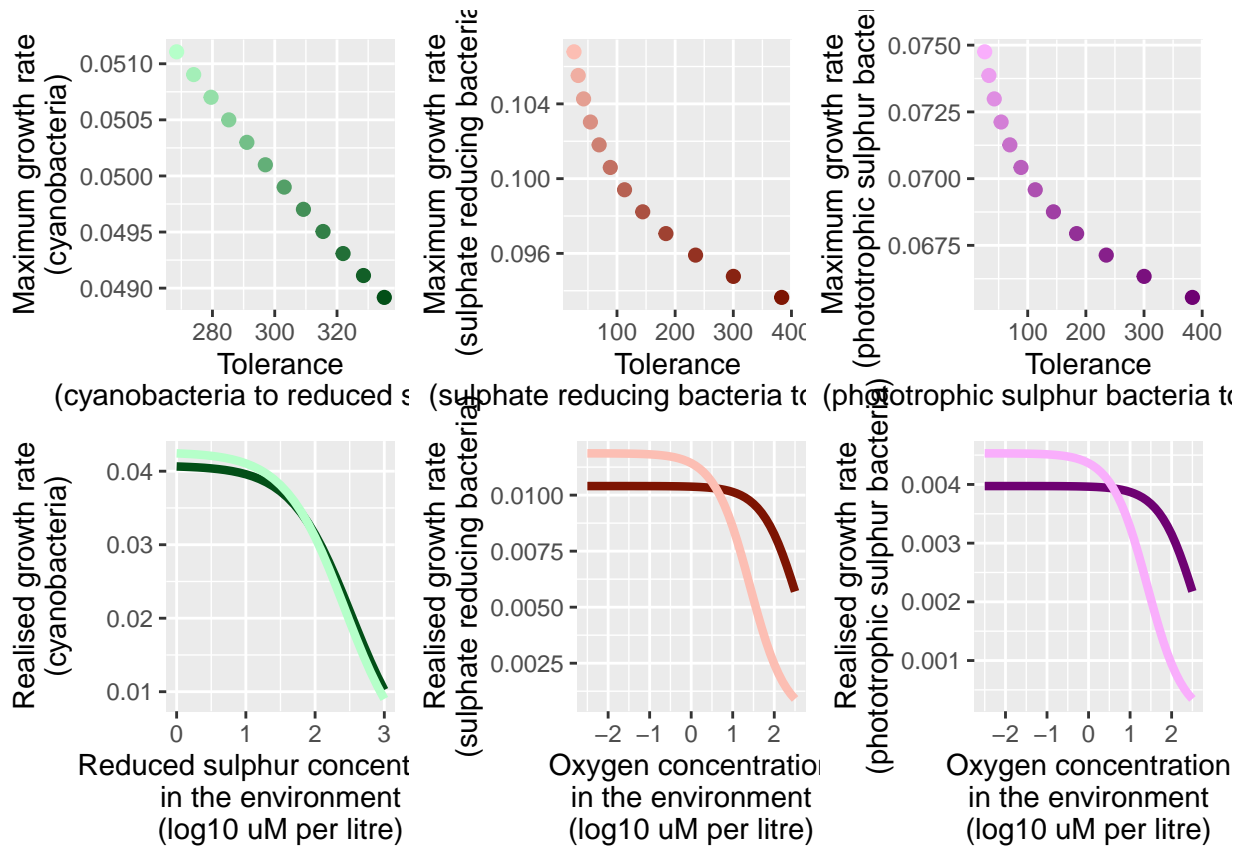 Maximum growth rate
(cyanobacteria)
0.0510
0.0505
0.0500
0.0495
0.0490
280 300 320
Tolerance
(cyanobacteria to reduced s
Maximum growth rate
(sulphate reducing bacteria
0.104
0.100
0.096
100 200 300 400
Tolerance
(sulphate reducing bacteria to
Maximum growth rate
(phototrophic sulphur bacter
0.0750
0.0725
0.0700
0.0675
100 200 300 400
Tolerance
(phototrophic sulphur bacteria to
Realised growth rate
(cyanobacteria)
0.04
0.03
0.02
0.01
0 1 2 3
Reduced sulphur concent
in the environment
(log10 uM per litre)
Realised growth rate
(sulphate reducing bacteria)
0.0100
0.0075
0.0050
0.0025
−2 −1 0 1 2
Oxygen concentration
in the environment
(log10 uM per litre)
Realised growth rate
(phototrophic sulphur bacteria)
0.004
0.003
0.002
0.001
−2 −1 0 1 2
Oxygen concentration
in the environment
(log10 uM per litre)